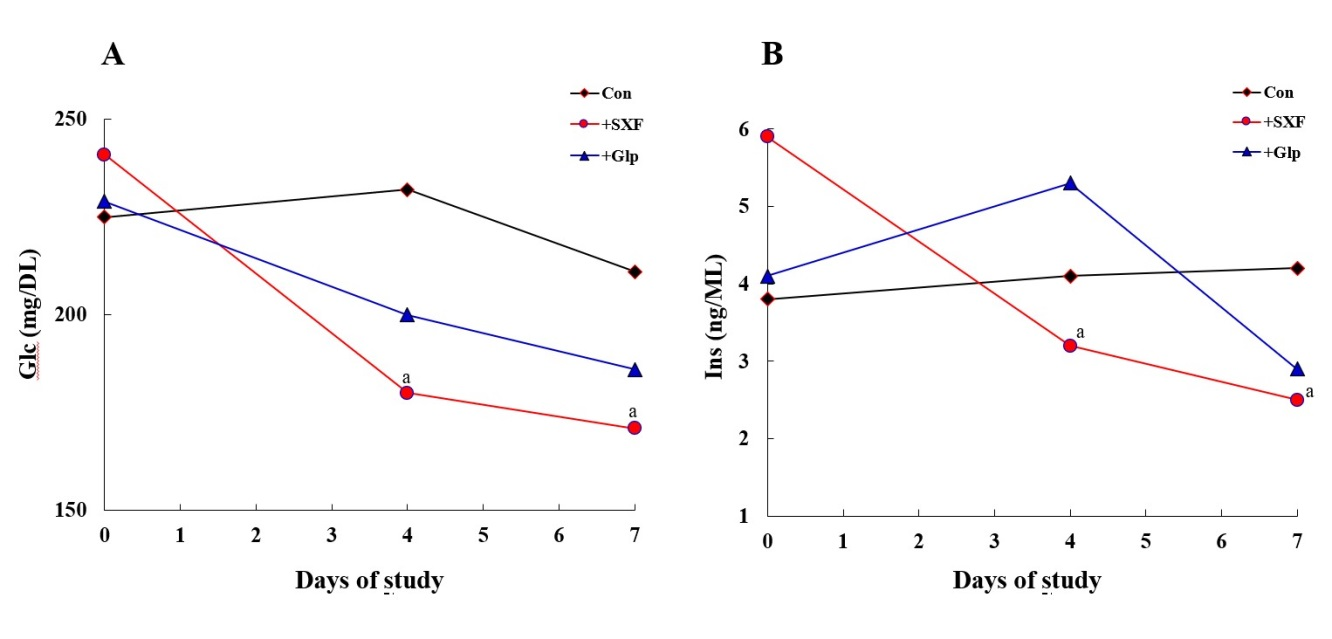 A
Con
+SXF
+Glp
250
200
150
Glc (mg/DL)
a
a
0 1 2 3 4 5 6 7
Days of study
B
Con
+SXF
+Glp
6
5
4
3
2
1
Ins (ng/ML)
a
a
0 1 2 3 4 5 6 7
Days of study